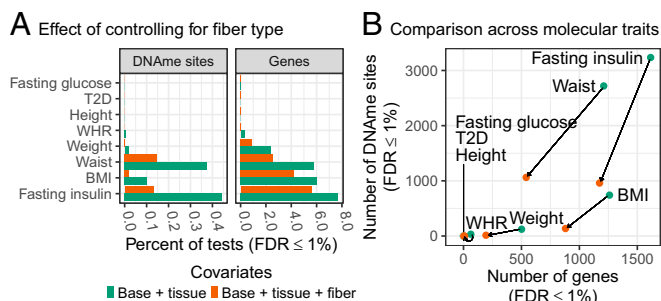 A Effect of controlling for fiber type
DNAme sites Genes
Fasting glucose
T2D
Height
WHR
Weight
Waist
BMI
Fasting insulin
0.0 0.1 0.2 0.3 0.4 0.0 2.0 4.0 6.0 8.0
Percent of tests (FDR ≤ 1%)
Covariates
Base + tissue Base + tissue + fiber
B Comparison across molecular traits
Number of DNAme sites
(FDR ≤ 1%)
3000
2000
1000
0
Fasting insulin
Waist
Fasting glucose
T2D
Height
BMI
WHR
Weight
0 500 1000 1500
Number of genes
(FDR ≤ 1%)